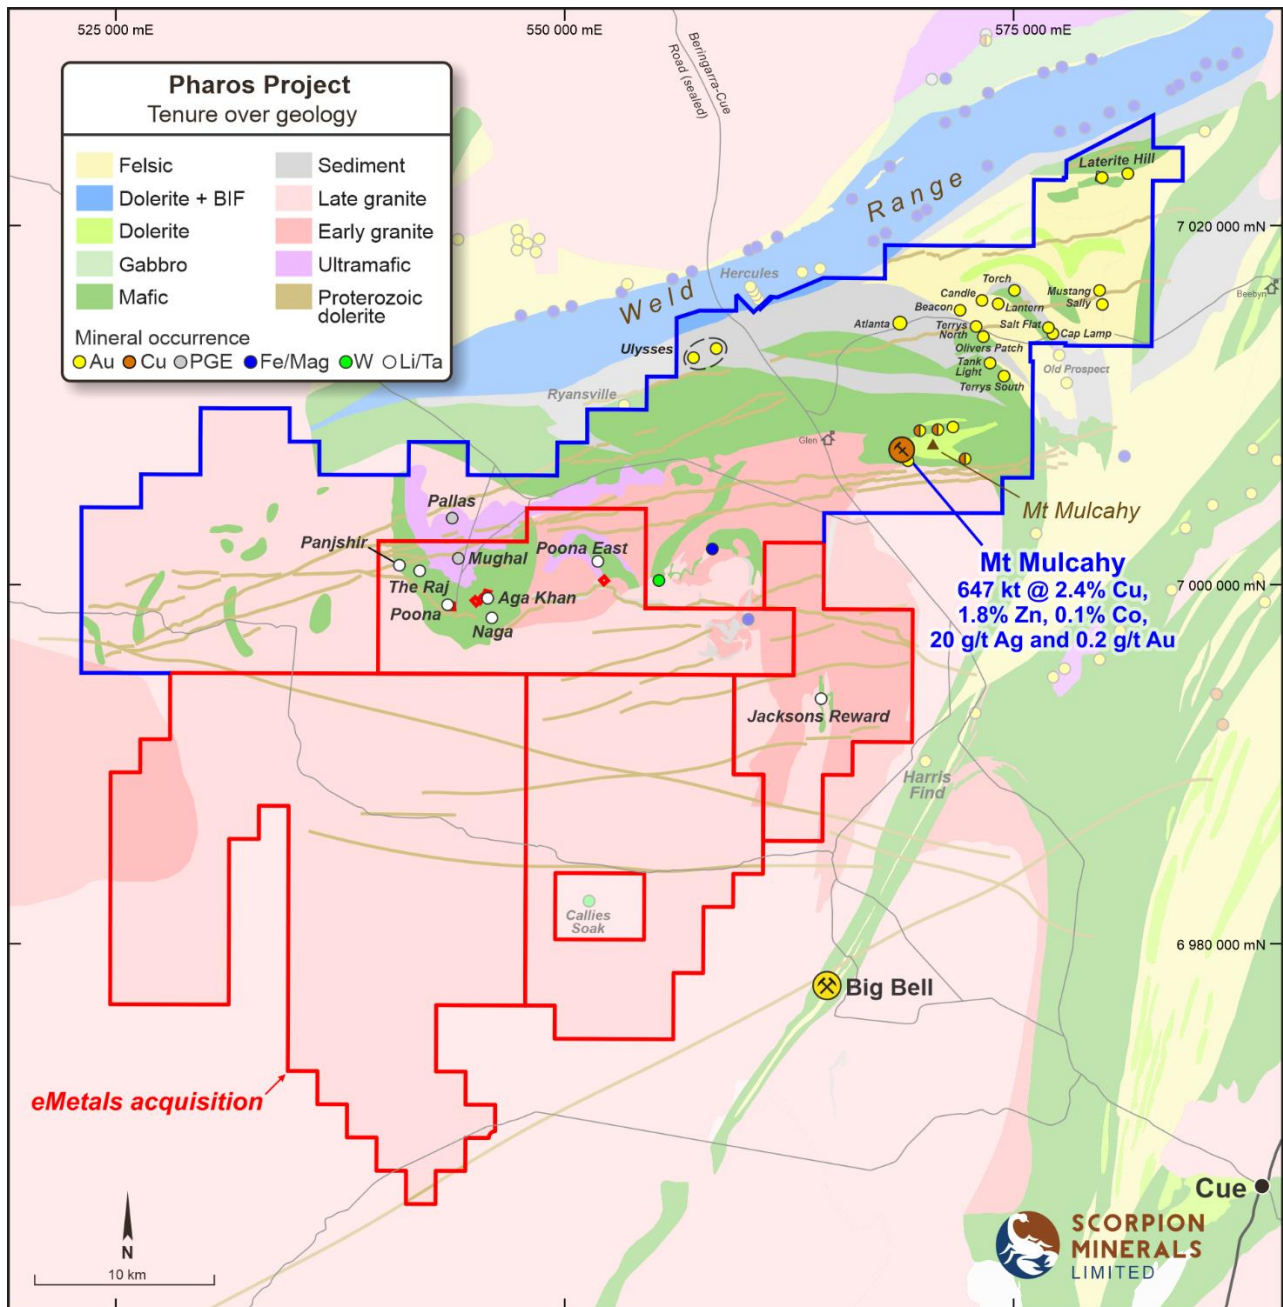 525 000 mE
550 000 mE
575 000 mE
Beringarra-Cue
Road (sealed)
Pharos Project
Tenure over geology
Felsic
Sediment
Dolerite + BIF
Late granite
Dolerite
Early granite
Gabbro
Ultramafic
Mafic
Proterozoic
dolerite
Mineral occurrence
Au
Cu
PGE
Fe/Mag
W
Li/Ta
Laterite Hill
Range
7 020 000 mN
Weld
Hercules
Torch
Mustang
Candle
Sally
Beebyn
Beacon
Lantern
Atlanta
Terrys
North
Salt Flat
Cap Lamp
Olivers Patch
Ulysses
Tank
Light
Old Prospect
Terrys South
Ryansville
Glen
Mt Mulcahy
Pallas
Panjshir
Mughal
Poona East
Mt Mulcahy
647 kt @ 2.4% Cu,
1.8% Zn, 0.1% Co,
20 g/t Ag and 0.2 g/t Au
7 000 000 mN
The Raj
Aga Khan
Poona
Naga
Jacksons Reward
Harris
Find
Callies
Soak
6 980 000 mN
Big Bell
eMetals acquisition
Cue
N
10 km
SCORPION
MINERALS
LIMITED